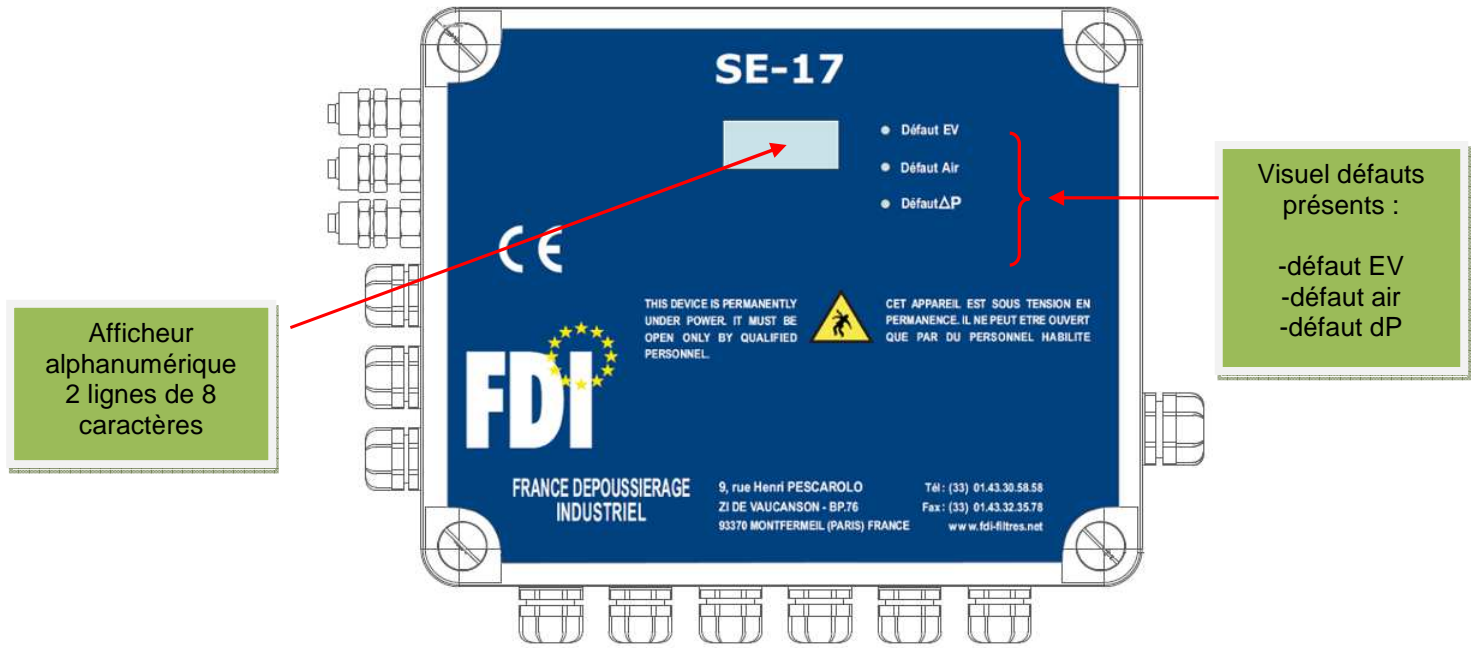 SE-17
Défaut EV
Défaut Air
Défaut ΔP
Visuel défauts
présents :
-défaut EV
-défaut air
-défaut dP
Afficheur
alphanumérique
2 lignes de 8
caractères
CE
THIS DEVICE IS PERMANENTLY
UNDER POWER. IT MUST BE
OPEN ONLY BY QUALIFIED
PERSONNEL.
CET APPAREIL EST SOUS TENSION EN
PERMANENCE. IL NE PEUT ETRE OUVERT
QUE PAR DU PERSONNEL HABILITE
FDI
FRANCE DEPOUSSIERAGE
INDUSTRIEL
9, rue Henri PESCAROLO
ZI DE VAUCANSON - BP.76
93370 MONTFERMEIL (PARIS) FRANCE
Tél : (33) 01.43.30.58.58
Fax : (33) 01.43.32.35.78
www.fdi-filtres.net